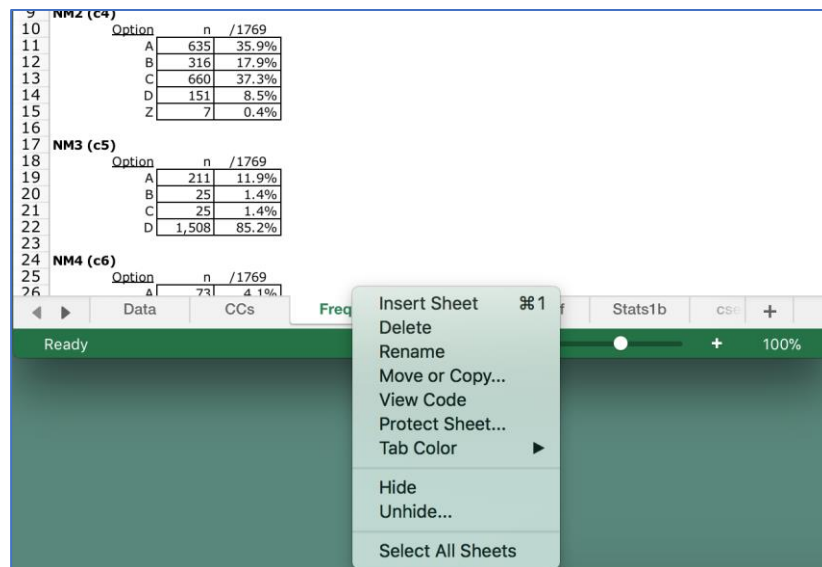 9 NM2 (c4)
10 Option n /1769
11 A 635 35.9%
12 B 316 17.9%
13 C 660 37.3%
14 D 151 8.5%
15 Z 7 0.4%
16
17 NM3 (c5)
18 Option n /1769
19 A 211 11.9%
20 B 25 1.4%
21 C 25 1.4%
22 D 1,508 85.2%
23
24 NM4 (c6)
25 Option n /1769
26 A 73 4.1%
Data CCs Freq f Stats1b cse +
Ready + 100%
Insert Sheet ⌘1
Delete
Rename
Move or Copy...
View Code
Protect Sheet...
Tab Color ▶
Hide
Unhide...
Select All Sheets